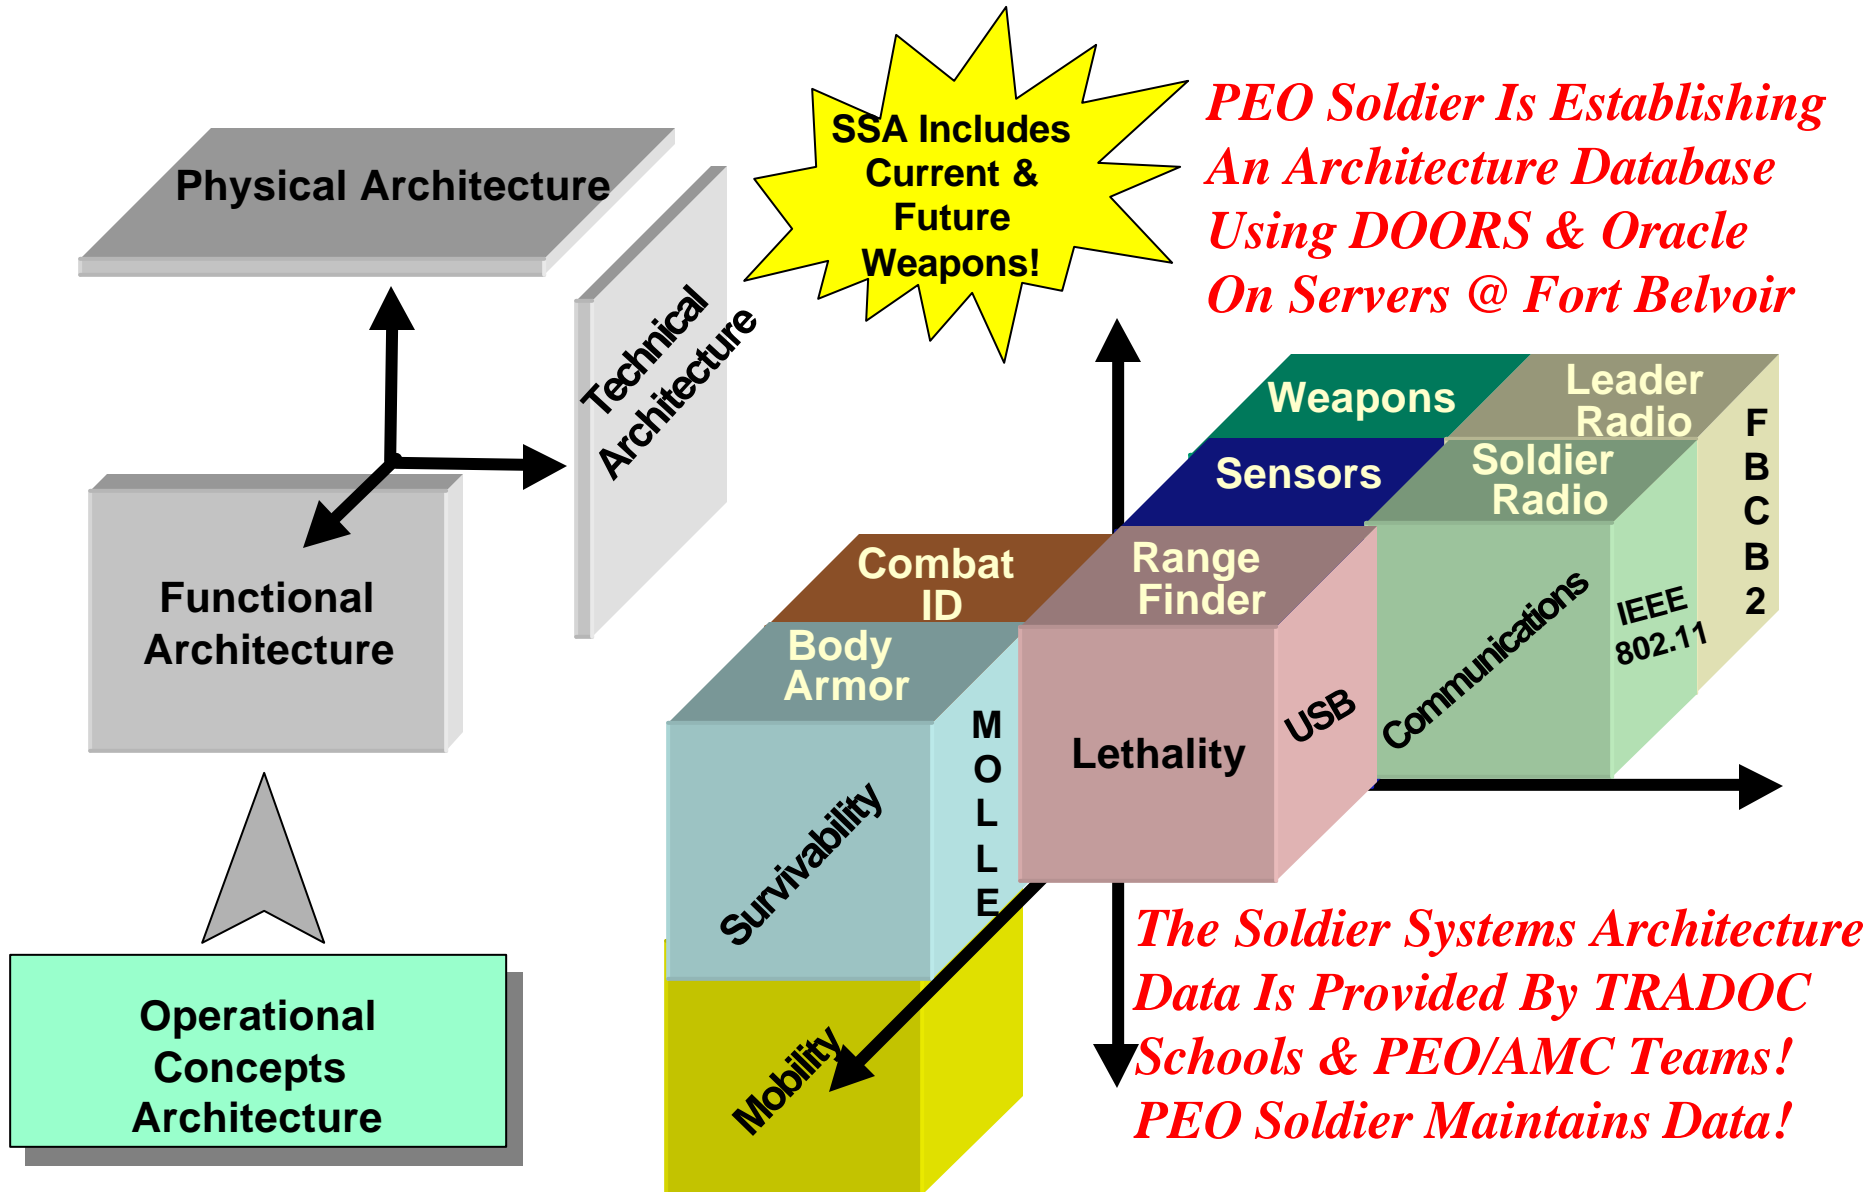 Physical Architecture
Technical
Architecture
Functional
Architecture
Operational
Concepts
Architecture
SSA Includes
Current &
Future
Weapons!
PEO Soldier Is Establishing
An Architecture Database
Using DOORS & Oracle
On Servers @ Fort Belvoir
Weapons
Leader
Radio
Sensors
Soldier
Radio
Combat
ID
Range
Finder
Body
Armor
FBCB2
IEEE
802.11
Communications
USB
Lethality
MOLLE
Survivability
Mobility
The Soldier Systems Architecture
Data Is Provided By TRADOC
Schools & PEO/AMC Teams!
PEO Soldier Maintains Data!